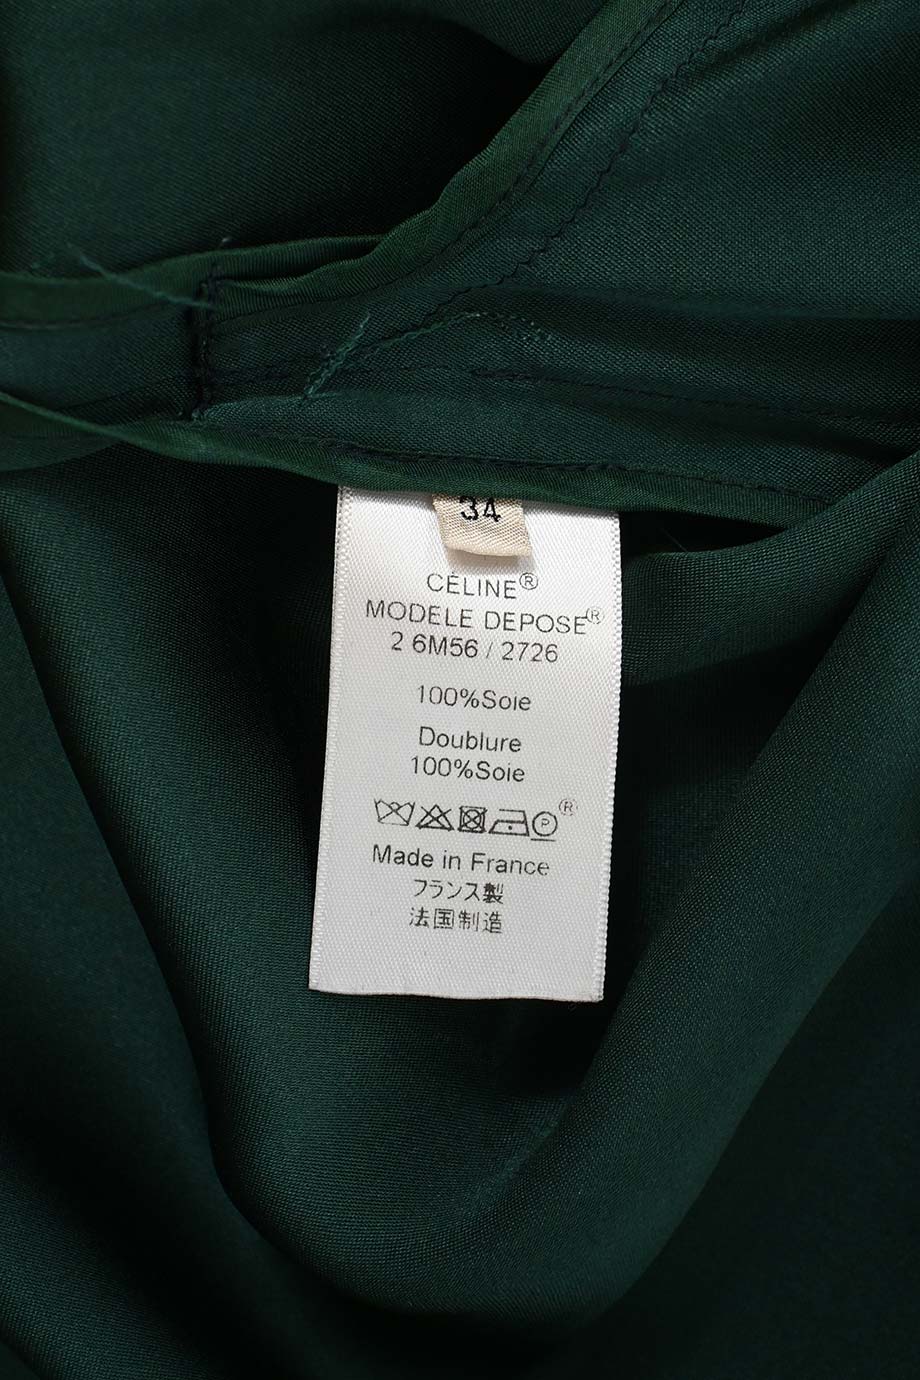 34
CÉLINE®
MODELE DEPOSE®
2 6M56 / 2726
100%Soie
Doublure
100%Soie
P ®
Made in France
フランス製
法国制造